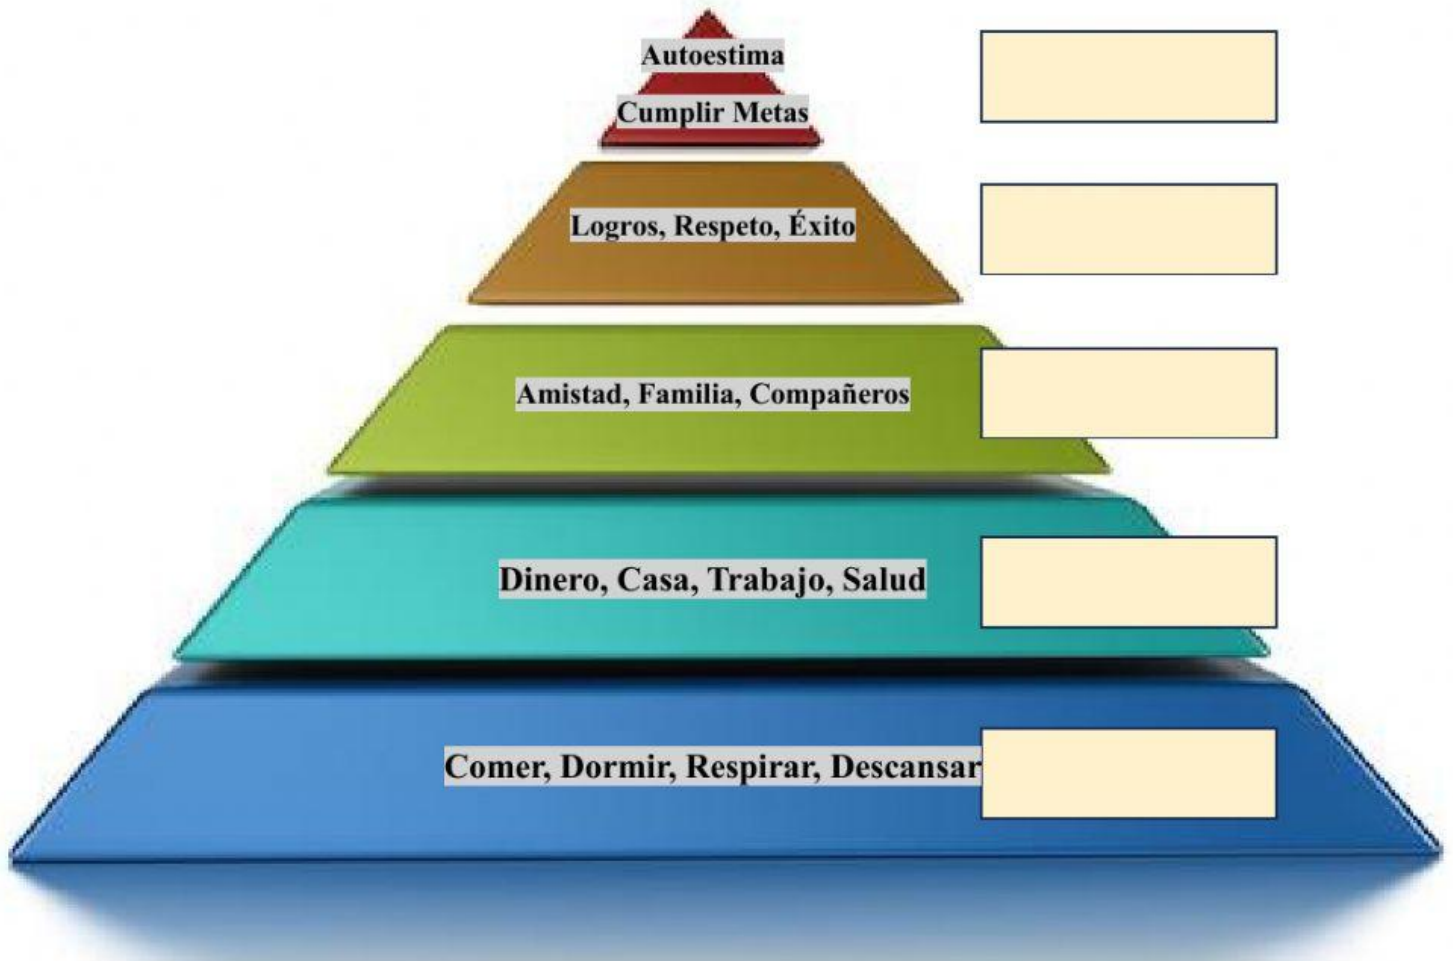 Autoestima
Cumplir Metas
Logros, Respeto, Éxito
Amistad, Familia, Compañeros
Dinero, Casa, Trabajo, Salud
Comer, Dormir, Respirar, Descansar